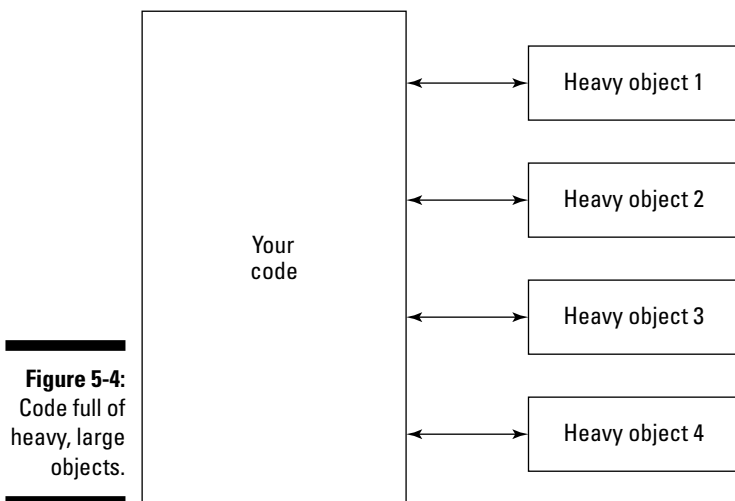 Heavy object 1
Heavy object 2
Your
code
Heavy object 3
Heavy object 4
Figure 5-4:
Code full of
heavy, large
objects.